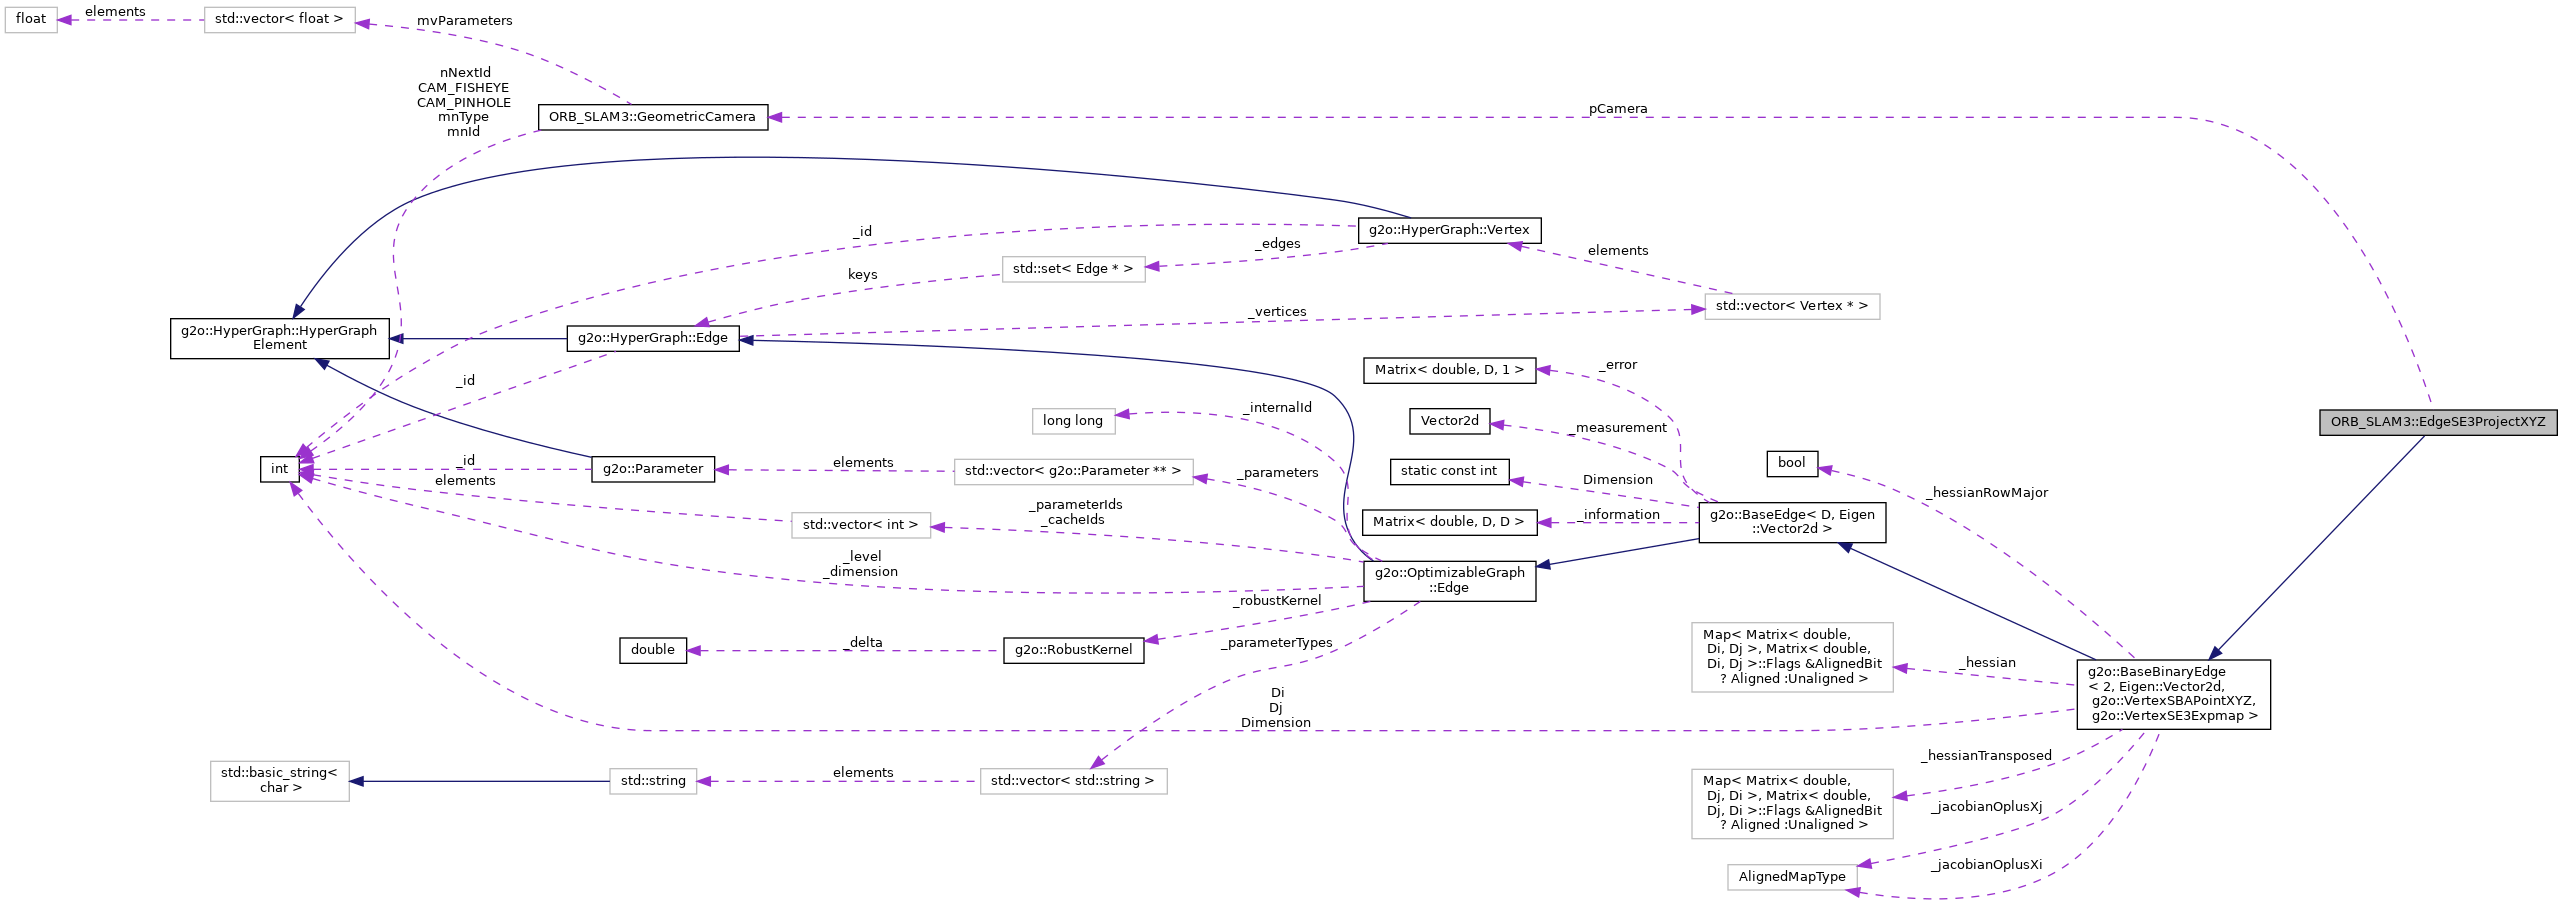 float
elements
std::vector< float >
mvParameters
nNextId
CAM_FISHEYE
CAM_PINHOLE
mnType
mnId
ORB_SLAM3::GeometricCamera
pCamera
_id
g2o::HyperGraph::Vertex
_edges
elements
keys
std::set< Edge * >
std::vector< Vertex * >
_vertices
g2o::HyperGraph::HyperGraph
Element
g2o::HyperGraph::Edge
_id
Matrix< double, D, 1 >
_error
_internalId
long long
Vector2d
_measurement
ORB_SLAM3::EdgeSE3ProjectXYZ
int
_id
elements
g2o::Parameter
elements
std::vector< g2o::Parameter ** >
_parameters
static const int
Dimension
bool
_hessianRowMajor
std::vector< int >
_parameterIds
_cacheIds
Matrix< double, D, D >
_information
g2o::BaseEdge< D, Eigen
::Vector2d >
_level
_dimension
g2o::OptimizableGraph
::Edge
_robustKernel
double
_delta
g2o::RobustKernel
_parameterTypes
Map< Matrix< double,
Di, Dj >, Matrix< double,
Di, Dj >::Flags &AlignedBit
? Aligned :Unaligned >
_hessian
g2o::BaseBinaryEdge
< 2, Eigen::Vector2d,
g2o::VertexSBAPointXYZ,
g2o::VertexSE3Expmap >
Di
Dj
Dimension
std::basic_string<
char >
std::string
elements
std::vector< std::string >
_hessianTransposed
Map< Matrix< double,
Dj, Di >, Matrix< double,
Dj, Di >::Flags &AlignedBit
? Aligned :Unaligned >
_jacobianOplusXj
_jacobianOplusXi
AlignedMapType